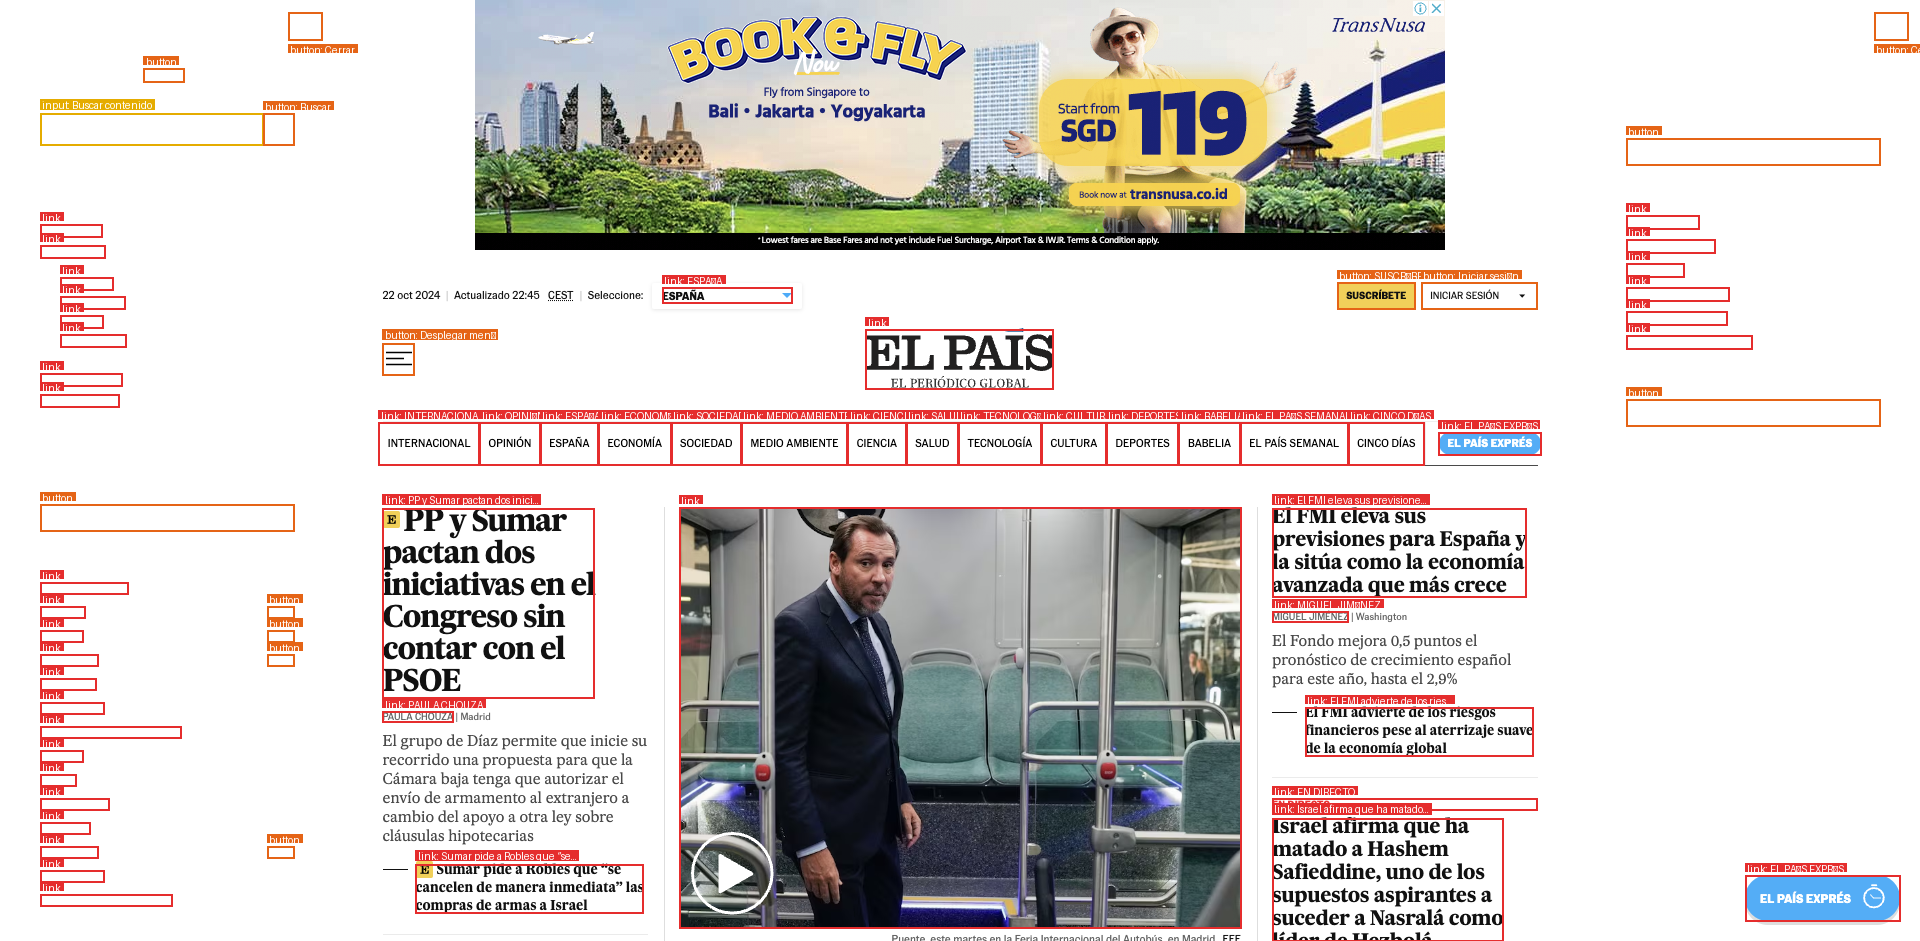 BOOK & FLY
Now
Fly from Singapore to
Bali • Jakarta • Yogyakarta
TransNusa
Start from
SGD 119
Book now at transnusa.co.id
*Lowest fares are Base Fares and not yet include Fuel Surcharge, Airport Tax & IWJR. Terms & Condition apply.
button: Cerrar
button
input: Buscar contenido
button: Buscar
link
link
link
link
link
link
link
link
button
link
link
link
link
link
link
link
link
link
link
link
link
link
link
button
button
button
button
22 oct 2024 | Actualizado 22:45 CEST | Seleccione:
link: ESPAÑA
ESPAÑA
button: Iniciar sesión
SUSCRÍBETE
INICIAR SESIÓN
button: Desplegar menú
link
EL PAÍS
EL PERIÓDICO GLOBAL
INTERNACIONAL OPINIÓN ESPAÑA ECONOMÍA SOCIEDAD MEDIO AMBIENTE CIENCIA SALUD TECNOLOGÍA CULTURA DEPORTES BABELIA EL PAÍS SEMANAL CINCO DÍAS
EL PAÍS EXPRÉS
link: PP y Sumar pactan dos inici...
E PP y Sumar
pactan dos
iniciativas en el
Congreso sin
contar con el
PSOE
link: PAULA CHOUZA
PAULA CHOUZA | Madrid
El grupo de Díaz permite que inicie su
recorrido una propuesta para que la
Cámara baja tenga que autorizar el
envío de armamento al extranjero a
cambio del apoyo a otra ley sobre
cláusulas hipotecarias
link: Sumar pide a Robles que “se...
E Sumar pide a Robles que “se
cancelen de manera inmediata” las
compras de armas a Israel
link
Puente, este martes en la Feria Internacional del Autobús, en Madrid. EFE
link: El FMI eleva sus previsione...
El FMI eleva sus
previsiones para España y
la sitúa como la economía
avanzada que más crece
link: MIGUEL JIMÉNEZ
MIGUEL JIMÉNEZ | Washington
El Fondo mejora 0,5 puntos el
pronóstico de crecimiento español
para este año, hasta el 2,9%
link: El FMI advierte de los ries...
El FMI advierte de los riesgos
financieros pese al aterrizaje suave
de la economía global
link: EN DIRECTO
link: Israel afirma que ha matado...
Israel afirma que ha
matado a Hashem
Safieddine, uno de los
supuestos aspirantes a
suceder a Nasralá como
líder de Hezbolá
button
link
link
link
link
link
link
button
link: EL PAÍS EXPRÉS
EL PAÍS EXPRÉS